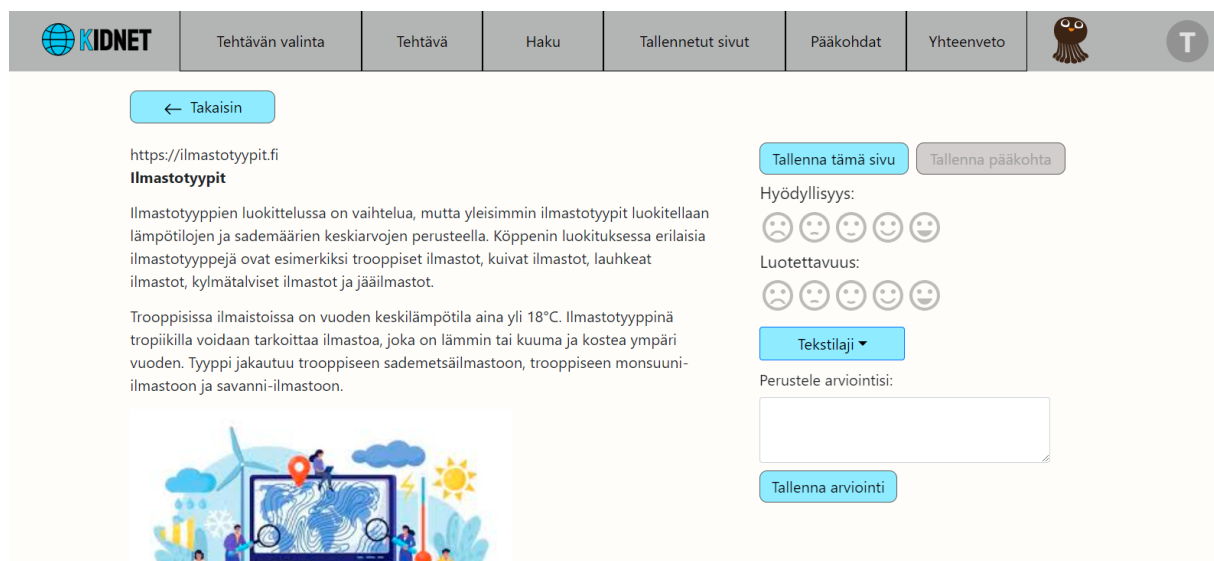 KIDNET
Tehtävän valinta
Tehtävä
Haku
Tallennetut sivut
Pääkohdat
Yhteenveto
T
← Takaisin
https://ilmastotyypit.fi
Ilmastotyypit
Ilmastotyyppien luokittelussa on vaihtelua, mutta yleisimmin ilmastotyypit luokitellaan
lämpötilojen ja sademäärien keskiarvojen perusteella. Köppenin luokituksessa erilaisia
ilmastotyyppejä ovat esimerkiksi trooppiset ilmastot, kuivat ilmastot, lauhkeat
ilmastot, kylmätalviset ilmastot ja jääilmastot.
Trooppisissa ilmaistoissa on vuoden keskilämpötila aina yli 18°C. Ilmastotyyppinä
tropiikilla voidaan tarkoittaa ilmastoa, joka on lämmin tai kuuma ja kostea ympäri
vuoden. Tyyppi jakautuu trooppiseen sademetsäilmastoon, trooppiseen monsuuni-
ilmastoon ja savanni-ilmastoon.
Tallenna tämä sivu
Tallenna pääkohta
Hyödyllisyys:
Luotettavuus:
Tekstilaji
Perustele arviointisi:
Tallenna arviointi